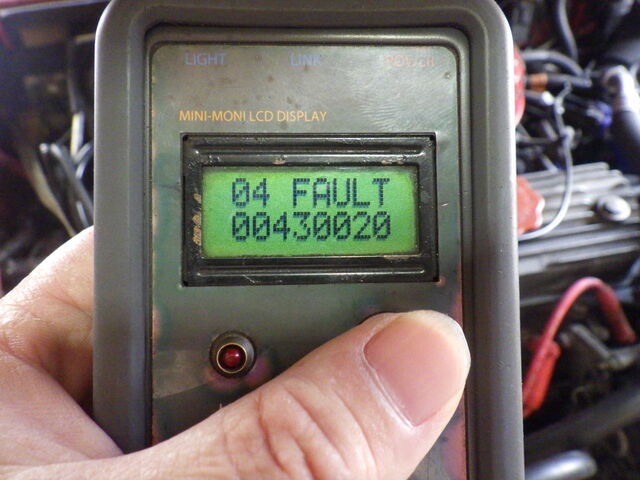 LIGHT LINK POWER
MINI-MONI LCD DISPLAY
04 FAULT
00430020